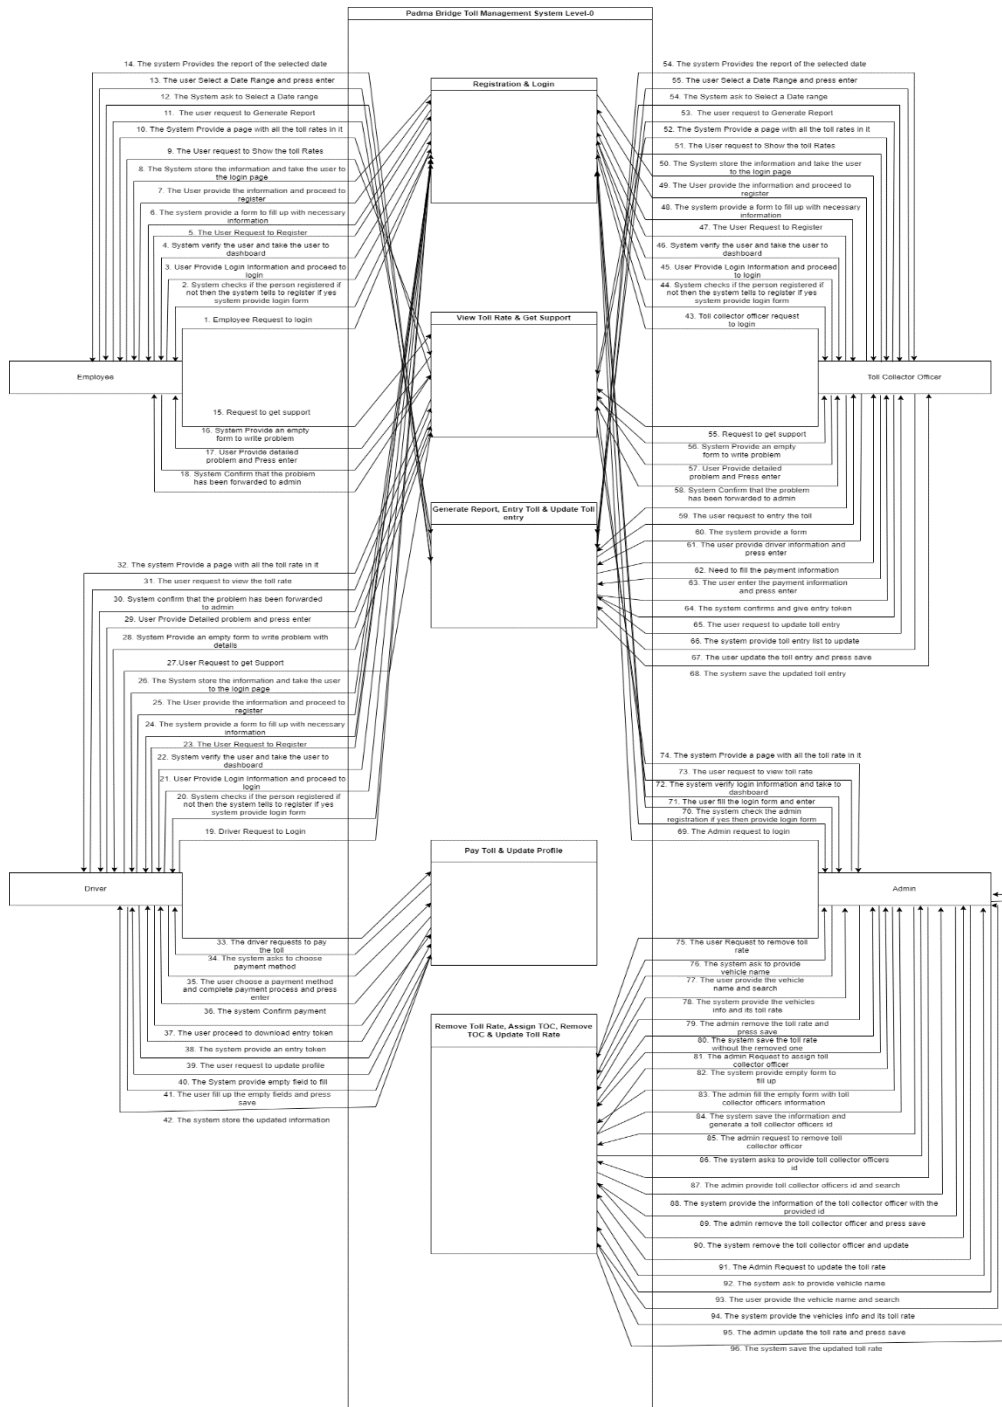 Padma Bridge Toll Management System Level-0
14. The system Provides the report of the selected date
13. The user Select a Date Range and press enter
12. The System ask to Select a Date range
11. The user request to Generate Report
10. The System Provide a page with all the toll rates in it
9. The User request to Show the toll Rates
8. The System store the information and take the user
to the login page
7. The User provide the information and proceed to
register
6. The system provide a form to fill up with necessary
information
5. The User Request to Register
4. System verify the user and take the user to
dashboard
3. User Provide Login Information and proceed to
login
2. System checks if the person registered if
not then the system tells to register if yes
system provide login form
1. Employee Request to login
Employee
15. Request to get support
16. System Provide an empty
form to write problem
17. User Provide detailed
problem and Press enter
18. System Confirm that the problem
has been forwarded to admin
Registration & Login
View Toll Rate & Get Support
Generate Report, Entry Toll & Update Toll
entry
54. The system Provides the report of the selected date
55. The user Select a Date Range and press enter
54. The System ask to Select a Date range
53. The user request to Generate Report
52. The System Provide a page with all the toll rates in it
51. The User request to Show the toll Rates
50. The System store the information and take the user
to the login page
49. The User provide the information and proceed to
register
48. The system provide a form to fill up with necessary
information
47. The User Request to Register
46. System verify the user and take the user to
dashboard
45. User Provide Login Information and proceed
to login
44. System checks if the person registered if
not then the system tells to register if yes
system provide login form
43. Toll collector officer request
to login
Toll Collector Officer
55. Request to get support
56. System Provide an empty
form to write problem
57. User Provide detailed
problem and Press enter
58. System Confirm that the problem
has been forwarded to admin
59. The user request to entry the toll
60. The system provide a form
61. The user provide driver information and
press enter
62. Need to fill the payment information
63. The user enter the payment information
and press enter
64. The system confirms and give entry token
65. The user request to update toll entry
66. The system provide toll entry list to update
67. The user update the toll entry and press save
68. The system save the updated toll entry
32. The system Provide a page with all the toll rate in it
31. The user request to view the toll rate
30. System confirm that the problem has been forwarded
to admin
29. User Provide Detailed problem and press enter
28. System Provide an empty form to write problem with
details
27.User Request to get Support
26. The System store the information and take the user
to the login page
25. The User provide the information and proceed to
register
24. The system provide a form to fill up with necessary
information
23. The User Request to Register
22. System verify the user and take the user to
dashboard
21. User Provide Login Information and proceed to
login
20. System checks if the person registered if
not then the system tells to register if yes
system provide login form
19. Driver Request to Login
Driver
33. The driver requests to pay
the toll
34. The system asks to choose
payment method
35. The user choose a payment method
and complete payment process and press
enter
36. The system Confirm payment
37. The user proceed to download entry token
38. The system provide an entry token
39. The user request to update profile
40. The System provide empty field to fill
41. The user fill up the empty fields and press
save
42. The system store the updated information
Pay Toll & Update Profile
Remove Toll Rate, Assign TOC, Remove
TOC & Update Toll Rate
74. The system Provide a page with all the toll rate in it
73. The user request to view toll rate
72. The system verify login information and take to
dashboard
71. The user fill the login form and enter
70. The system check the admin
registration if yes then provide login form
69. The Admin request to login
Admin
75. The user Request to remove toll
rate
76. The system ask to provide
vehicle name
77. The user provide the vehicle
name and search
78. The system provide the vehicles
info and its toll rate
79. The admin remove the toll rate and
press save
80. The system save the toll rate
without the removed one
81. The admin Request to assign toll
collector officer
82. The system provide empty form to
fill up
83. The admin fill the empty form with toll
collector officers information
84. The system save the information and
generate a toll collector officers id
85. The admin request to remove toll
collector officer
86. The system asks to provide toll collector officers
id
87. The admin provide toll collector officers id and search
88. The system provide the information of the toll collector officer with the
provided id
89. The admin remove the toll collector officer and press save
90. The system remove the toll collector officer and update
91. The Admin Request to update the toll rate
92. The system ask to provide vehicle name
93. The user provide the vehicle name and search
94. The system provide the vehicles info and its toll rate
95. The admin update the toll rate and press save
96. The system save the updated toll rate